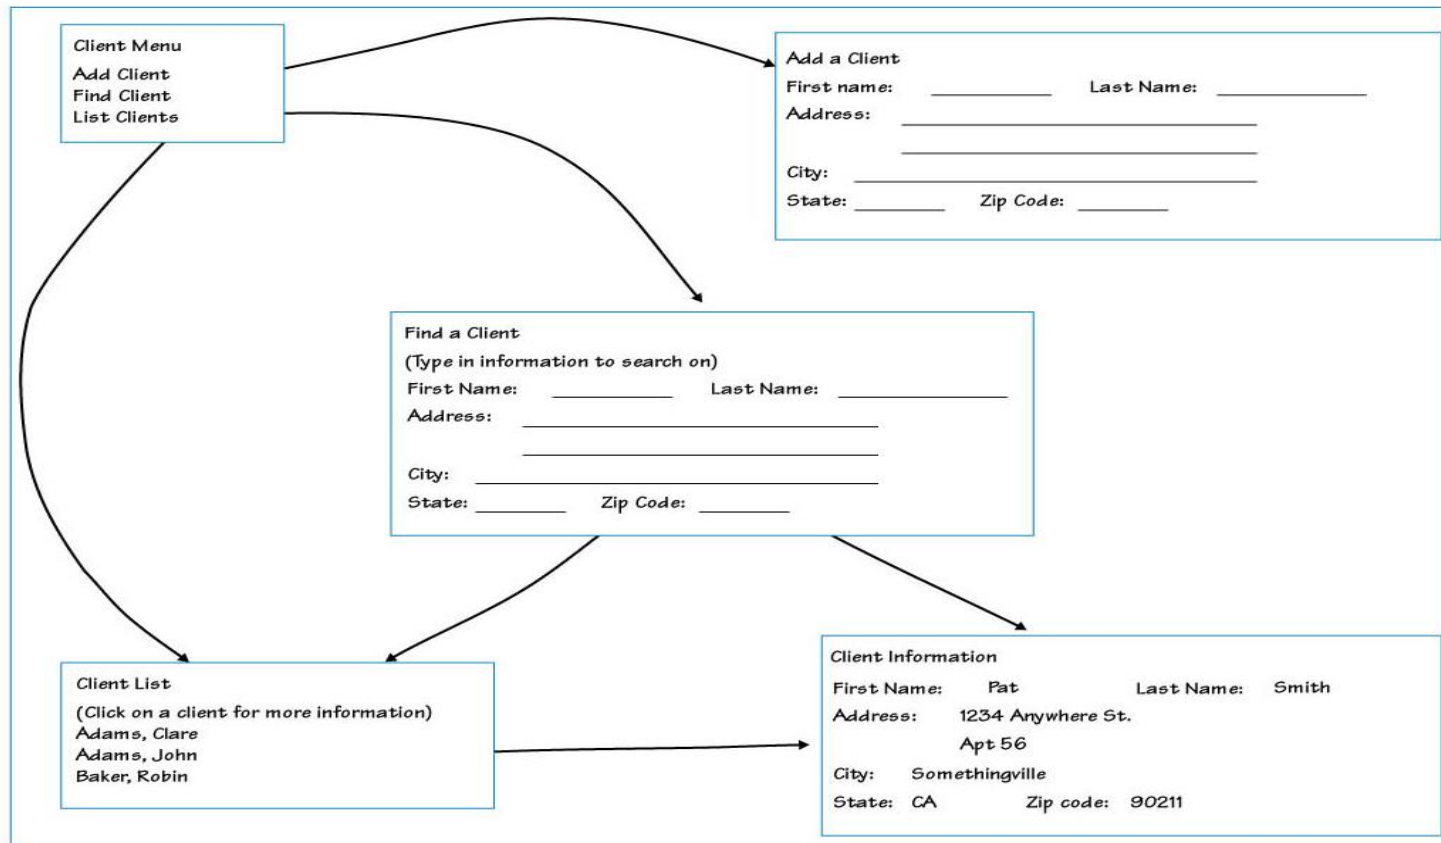 Client Menu
Add Client
Find Client
List Clients
Add a Client
First name: Last Name:
Address:
City:
State: Zip Code:
Find a Client
(Type in information to search on)
First Name: Last Name:
Address:
City:
State: Zip Code:
Client List
(Click on a client for more information)
Adams, Clare
Adams, John
Baker, Robin
Client Information
First Name: Pat Last Name: Smith
Address: 1234 Anywhere St.
Apt 56
City: Somethingville
State: CA Zip code: 90211